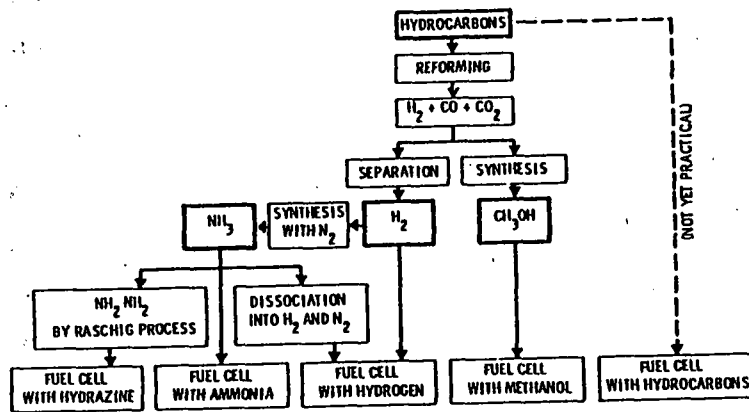 HYDROCARBONS
REFORMING
H2 + CO + CO2
SEPARATION
SYNTHESIS
(NOT YET PRACTICAL)
NH3
SYNTHESIS
WITH N2
H2
CH3OH
NH2 NH2
BY RASCHIG PROCESS
DISSOCIATION
INTO H2 AND N2
FUEL CELL
WITH HYDRAZINE
FUEL CELL
WITH AMMONIA
FUEL CELL
WITH HYDROGEN
FUEL CELL
WITH METHANOL
FUEL CELL
WITH HYDROCARBONS